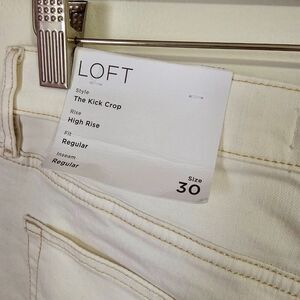 LOFT
Style
The Kick Crop
Rise
High Rise
Fit
Regular
Inseam
Regular
Size
30